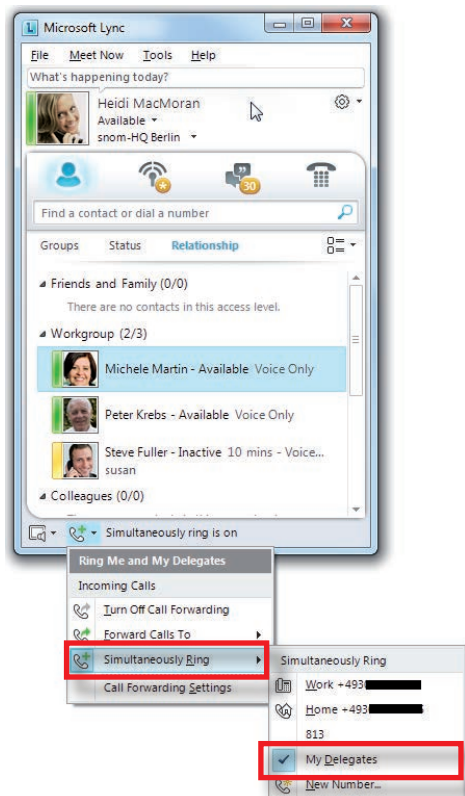 Microsoft Lync
File Meet Now Tools Help
What's happening today?
Heidi MacMoran
Available
snom-HQ Berlin
30
Find a contact or dial a number
Groups Status Relationship
Friends and Family (0/0)
There are no contacts in this access level.
Workgroup (2/3)
Michele Martin - Available Voice Only
Peter Krebs - Available Voice Only
Steve Fuller - Inactive 10 mins - Voice...
susan
Colleagues (0/0)
Simultaneously ring is on
Ring Me and My Delegates
Incoming Calls
Turn Off Call Forwarding
Forward Calls To
Simultaneously Ring
Call Forwarding Settings
Simultaneously Ring
Work +493
Home +493
813
My Delegates
New Number...